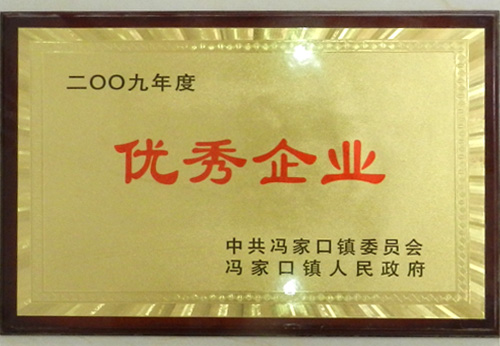 二〇〇九年度
优秀企业
中共冯家口镇委员会
冯家口镇人民政府